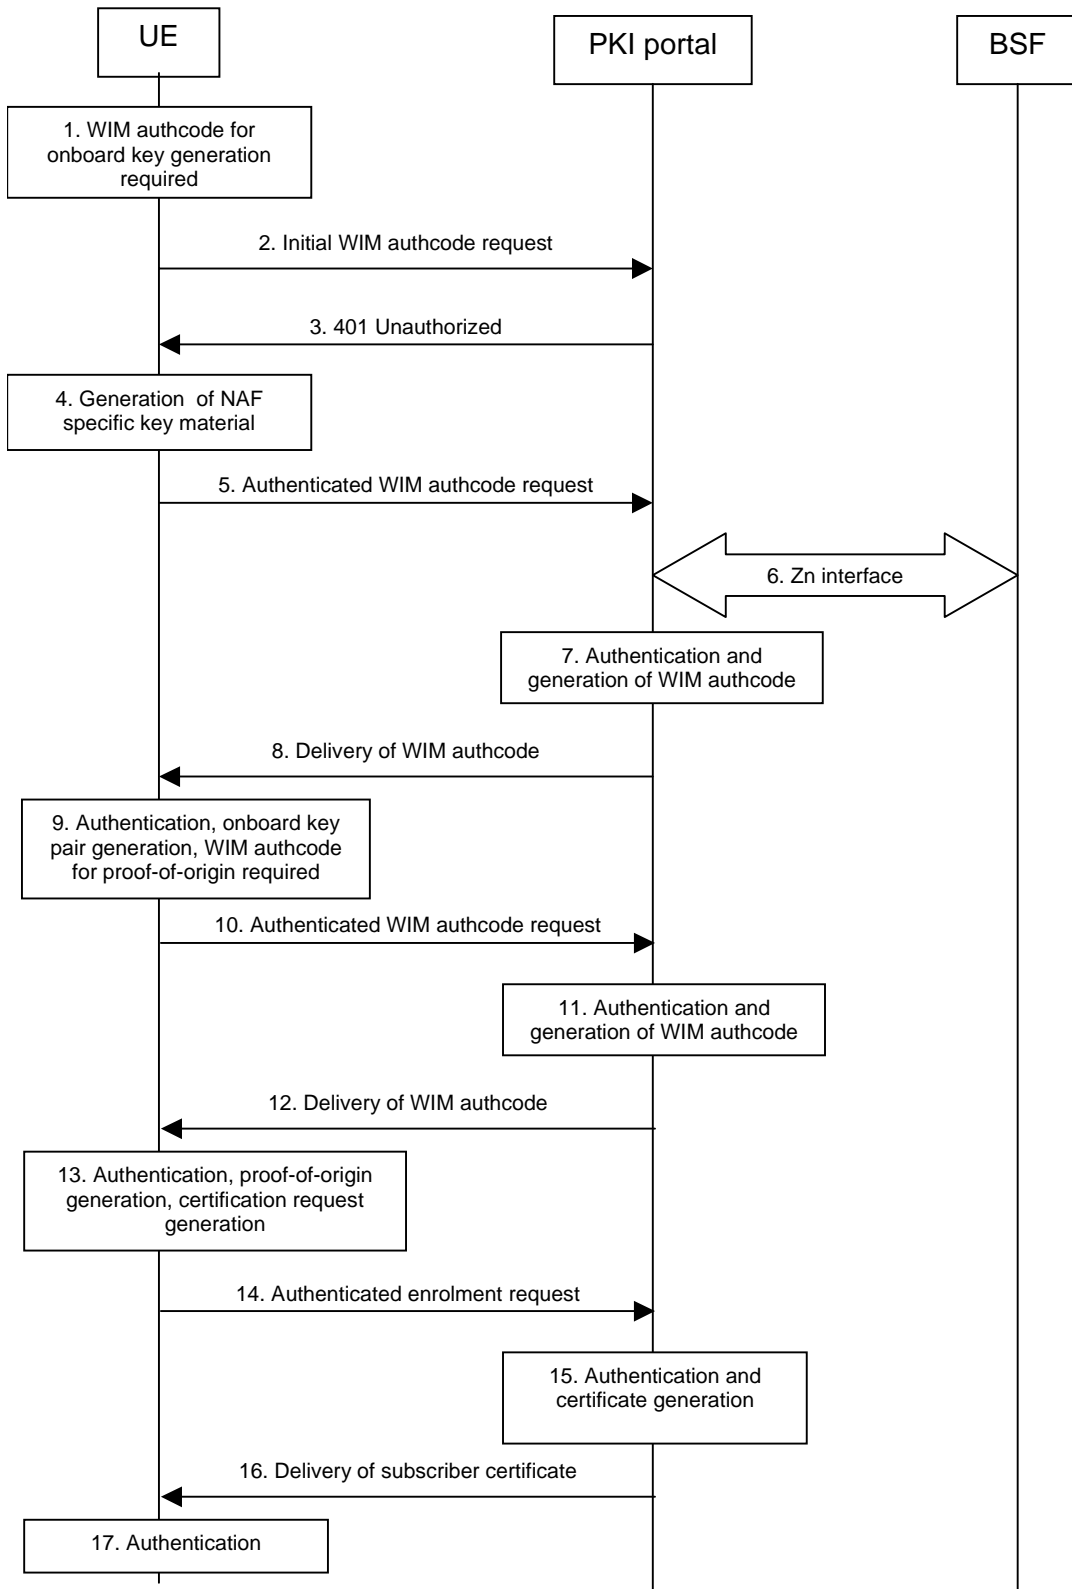 UE
PKI portal
BSF
1. WIM authcode for
onboard key generation
required
2. Initial WIM authcode request
3. 401 Unauthorized
4. Generation of NAF
specific key material
5. Authenticated WIM authcode request
6. Zn interface
7. Authentication and
generation of WIM authcode
8. Delivery of WIM authcode
9. Authentication, onboard key
pair generation, WIM authcode
for proof-of-origin required
10. Authenticated WIM authcode request
11. Authentication and
generation of WIM authcode
12. Delivery of WIM authcode
13. Authentication, proof-of-origin
generation, certification request
generation
14. Authenticated enrolment request
15. Authentication and
certificate generation
16. Delivery of subscriber certificate
17. Authentication